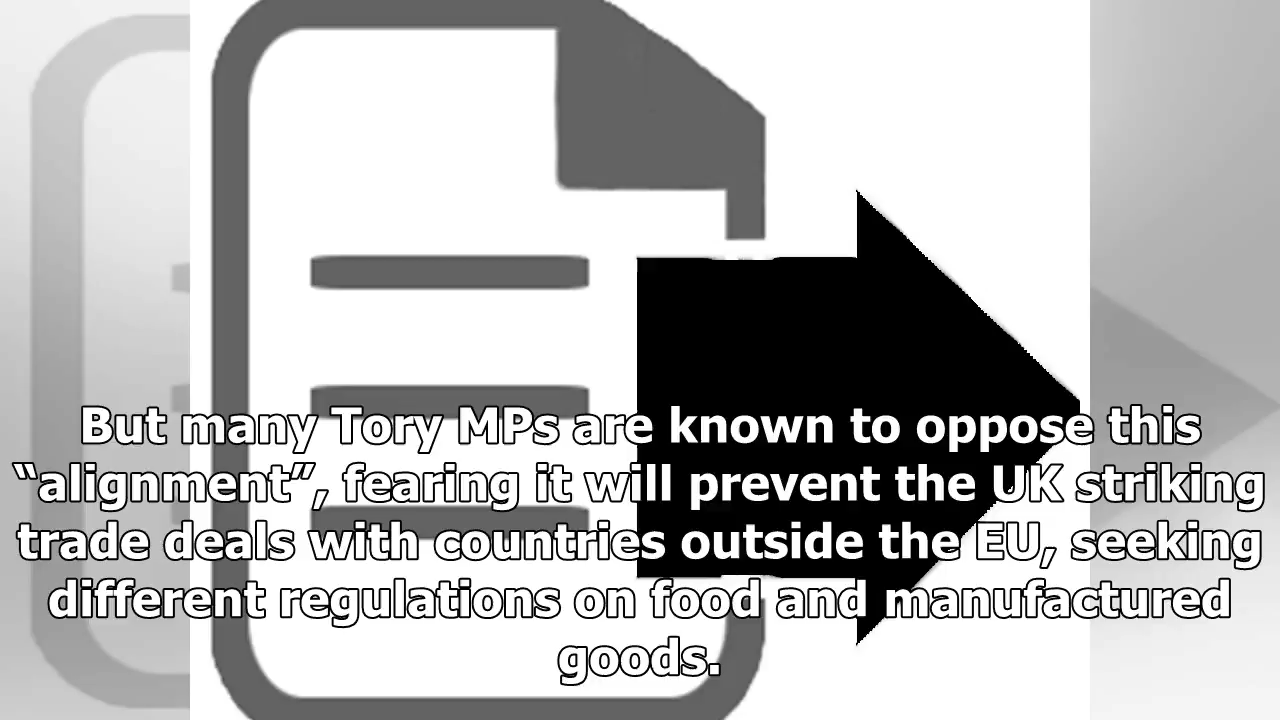 But many Tory MPs are known to oppose this
“alignment”, fearing it will prevent the UK striking
trade deals with countries outside the EU, seeking
different regulations on food and manufactured
goods.